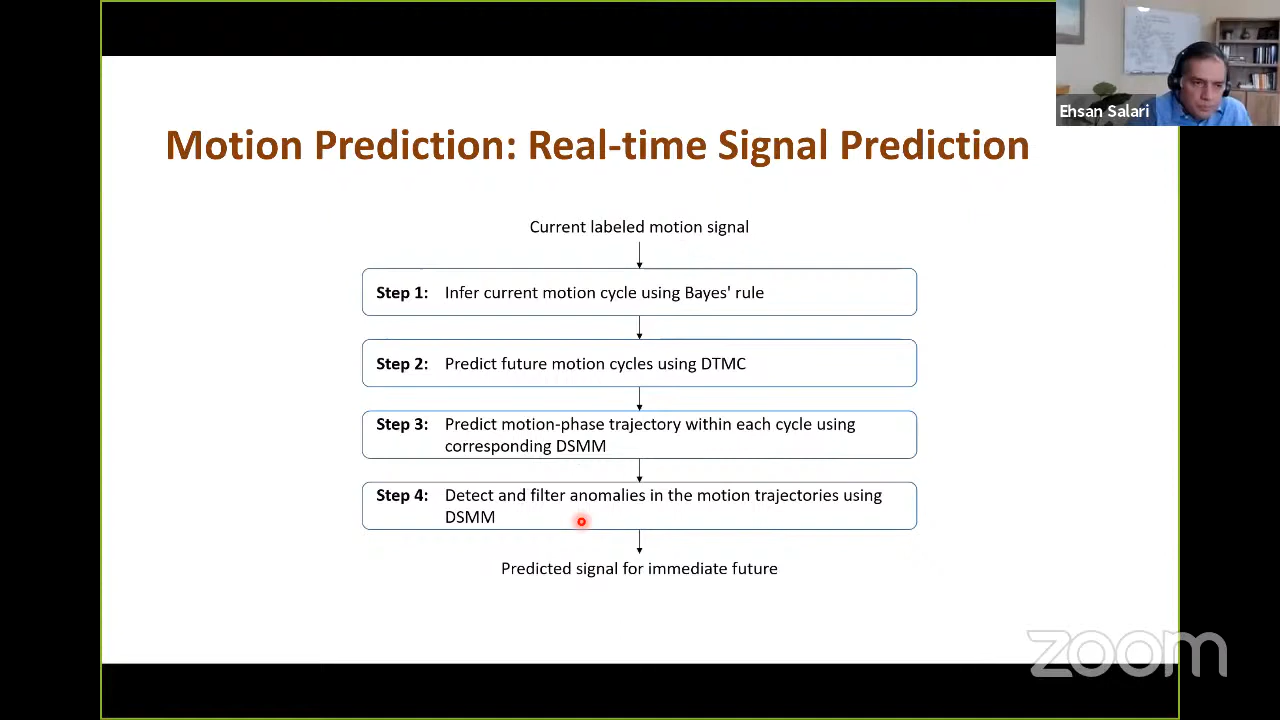 Ehsan Salari
Motion Prediction: Real-time Signal Prediction
Current labeled motion signal
Step 1: Infer current motion cycle using Bayes' rule
Step 2: Predict future motion cycles using DTMC
Step 3: Predict motion-phase trajectory within each cycle using
corresponding DSMM
Step 4: Detect and filter anomalies in the motion trajectories using
DSMM
Predicted signal for immediate future
zoom